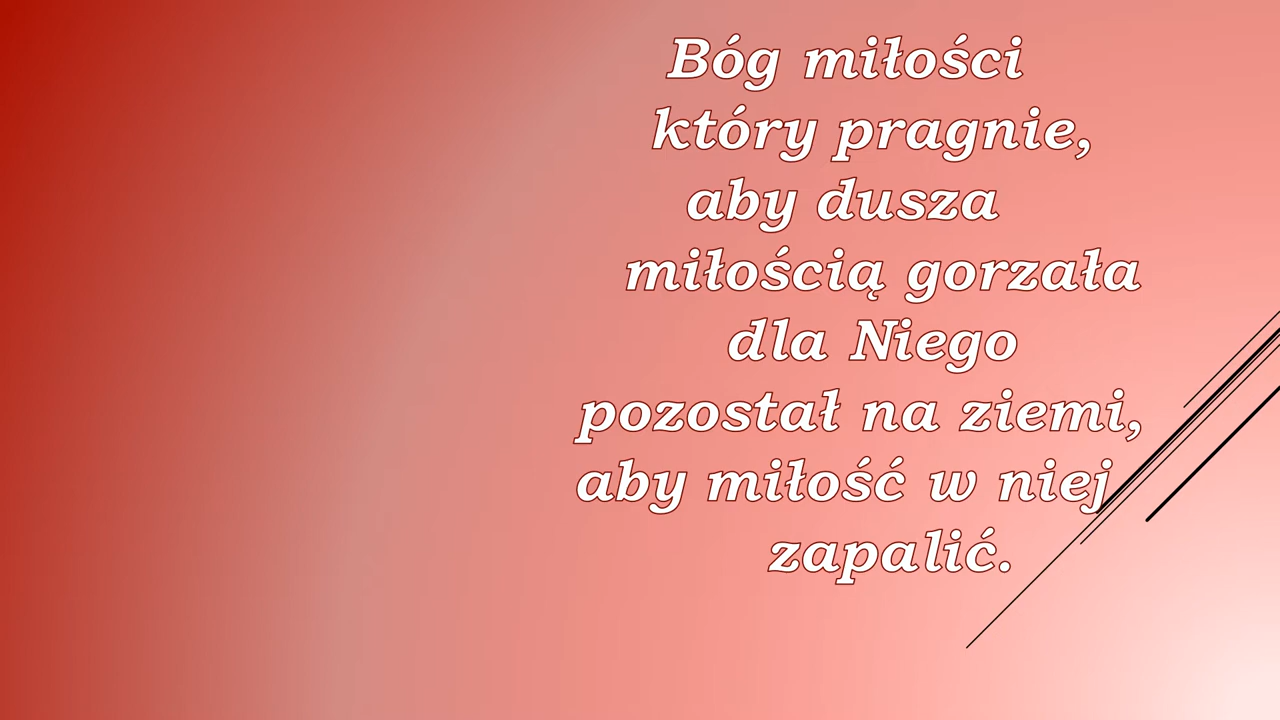 Bóg miłości
który pragnie,
aby dusza
miłością gorzała
dla Niego
pozostał na ziemi,
aby miłość w niej
zapalić.